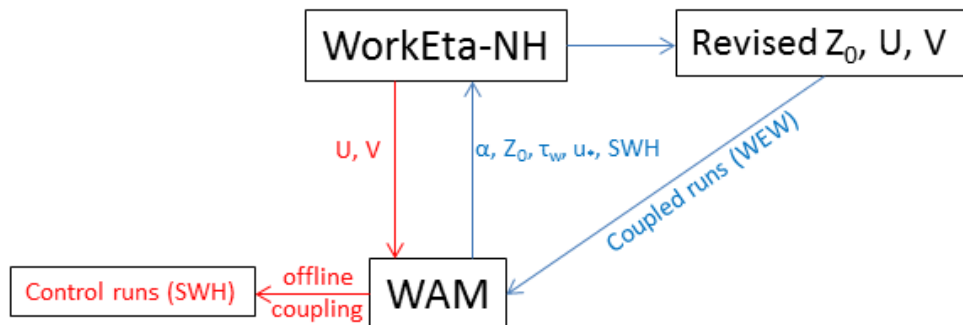 WorkEta-NH
Revised Z₀, U, V
U, V
α, Z₀, τw, u*, SWH
Coupled runs (WEW)
Control runs (SWH)
offline
coupling
WAM